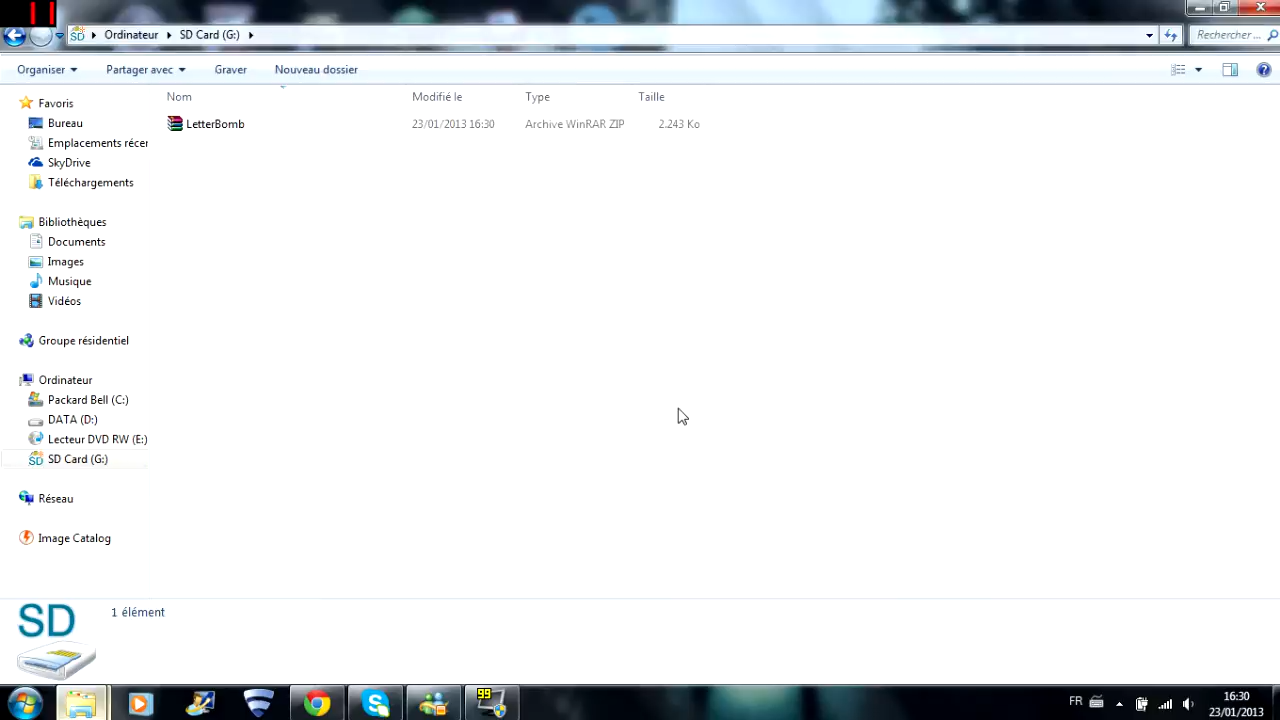 Ordinateur SD Card (G:) Rechercher ...
Organiser Partager avec Graver Nouveau dossier
Nom Modifié le Type Taille
LetterBomb 23/01/2013 16:30 Archive WinRAR ZIP 2.243 Ko
Favoris
Bureau
Emplacements récer
SkyDrive
Téléchargements
Bibliothèques
Documents
Images
Musique
Vidéos
Groupe résidentiel
Ordinateur
Packard Bell (C:)
DATA (D:)
Lecteur DVD RW (E:)
SD SD Card (G:)
Réseau
Image Catalog
SD 1 élément
99
FR 16:30
23/01/2013